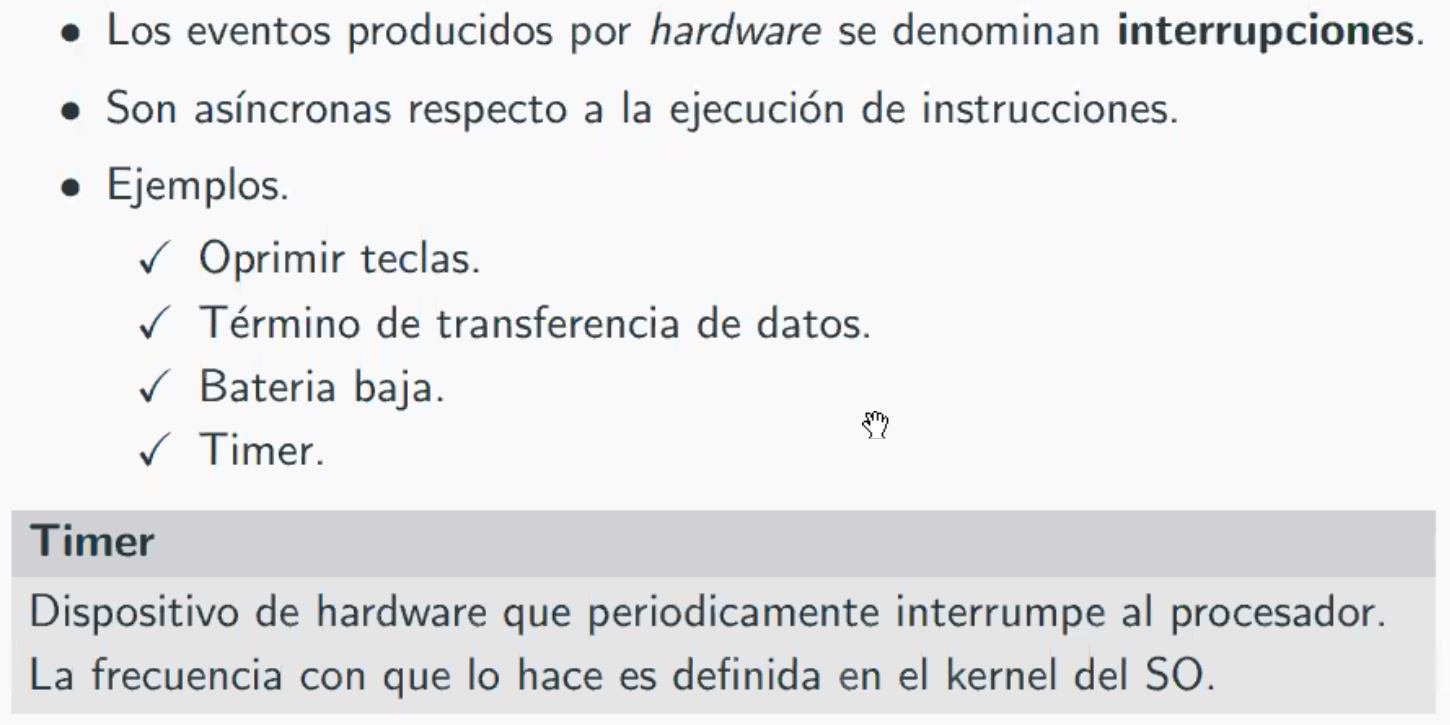 • Los eventos producidos por hardware se denominan interrupciones.
• Son asíncronas respecto a la ejecución de instrucciones.
• Ejemplos.
✓ Oprimir teclas.
✓ Término de transferencia de datos.
✓ Bateria baja.
✓ Timer.
Timer
Dispositivo de hardware que periodicamente interrumpe al procesador.
La frecuencia con que lo hace es definida en el kernel del SO.